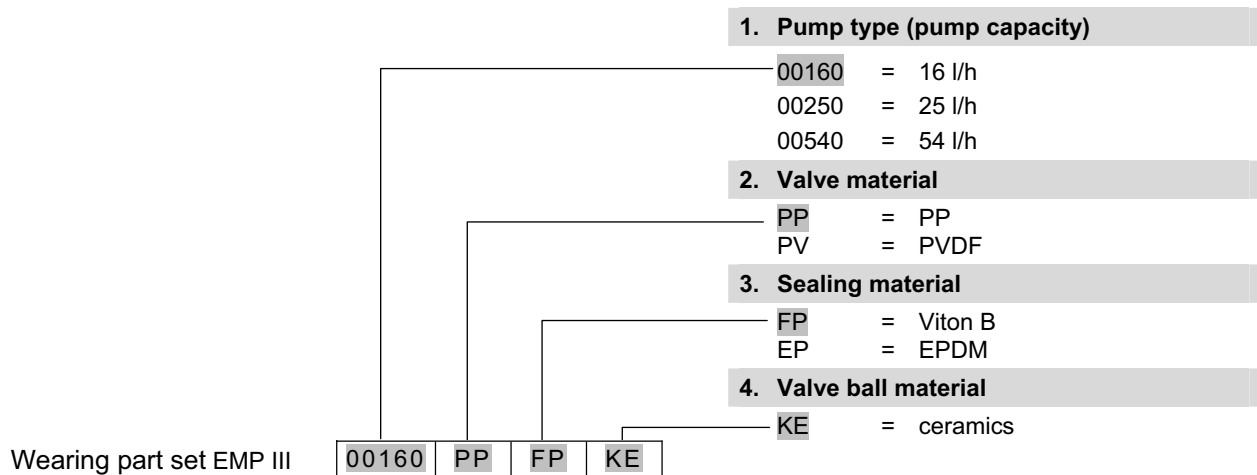 1. Pump type (pump capacity)
00160 = 16 l/h
00250 = 25 l/h
00540 = 54 l/h
2. Valve material
PP = PP
PV = PVDF
3. Sealing material
FP = Viton B
EP = EPDM
4. Valve ball material
KE = ceramics
Wearing part set EMP III 00160 PP FP KE